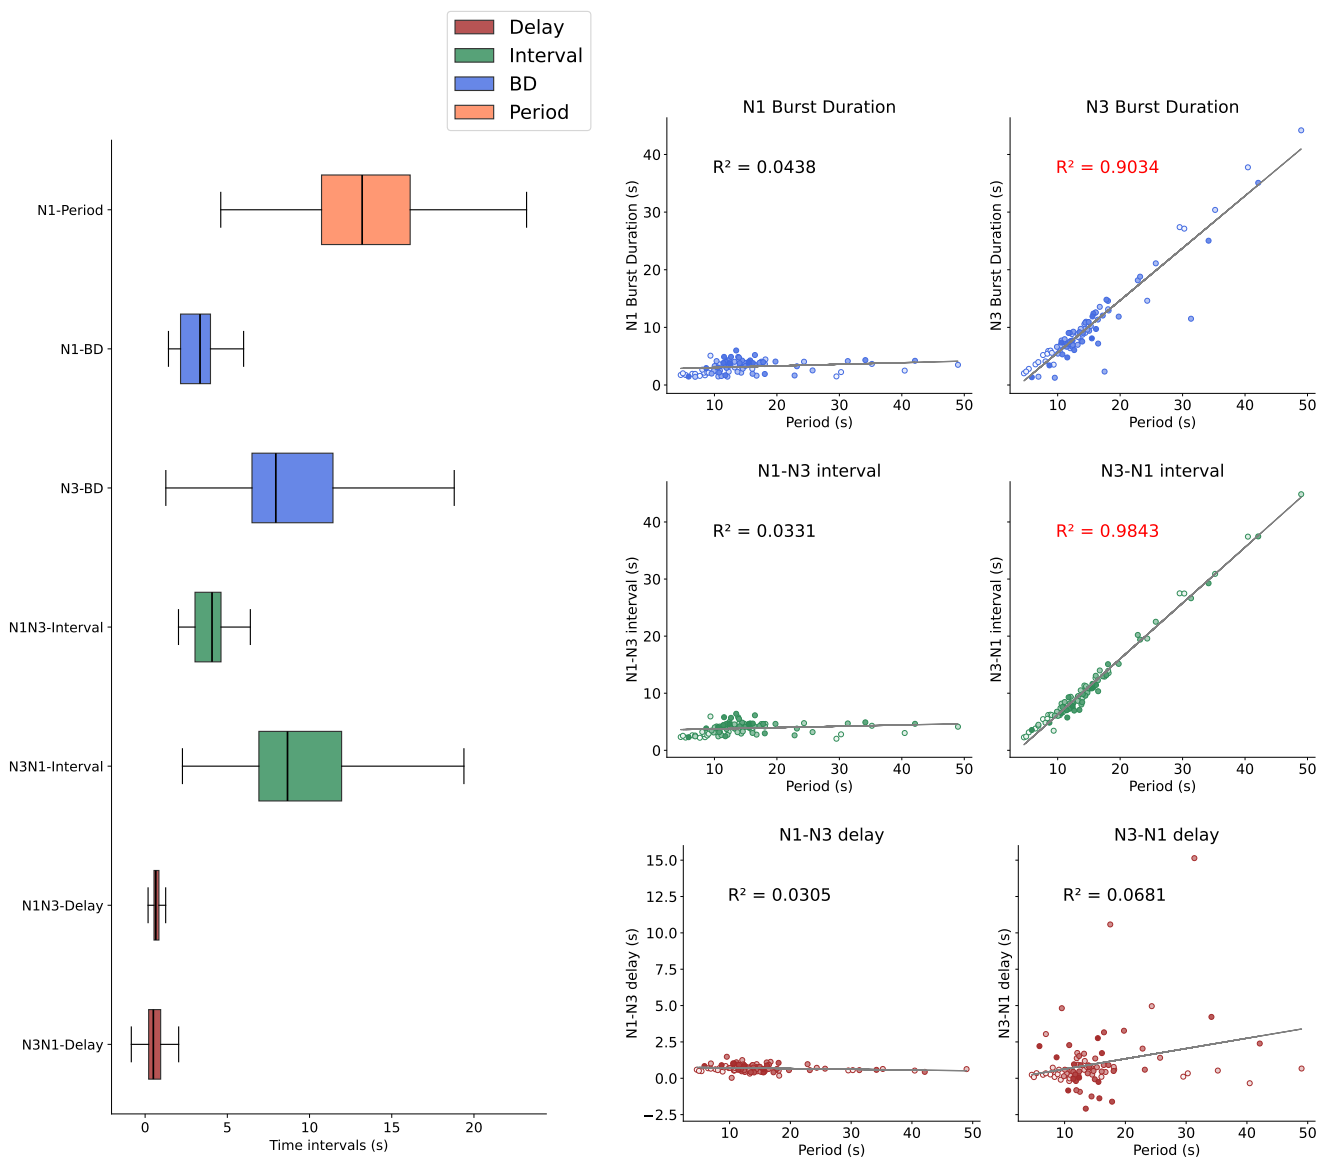 Delay
Interval
BD
Period
N1-Period
N1-BD
N3-BD
N1N3-Interval
N3N1-Interval
N1N3-Delay
N3N1-Delay
0 5 10 15 20
Time intervals (s)
N1 Burst Duration
R² = 0.0438
N1 Burst Duration (s)
40
30
20
10
0
10 20 30 40 50
Period (s)
N3 Burst Duration
R² = 0.9034
N3 Burst Duration (s)
10 20 30 40 50
Period (s)
N1-N3 interval
R² = 0.0331
N1-N3 interval (s)
40
30
20
10
0
10 20 30 40 50
Period (s)
N3-N1 interval
R² = 0.9843
N3-N1 interval (s)
10 20 30 40 50
Period (s)
N1-N3 delay
R² = 0.0305
N1-N3 delay (s)
15.0
12.5
10.0
7.5
5.0
2.5
0.0
−2.5
10 20 30 40 50
Period (s)
N3-N1 delay
R² = 0.0681
N3-N1 delay (s)
10 20 30 40 50
Period (s)